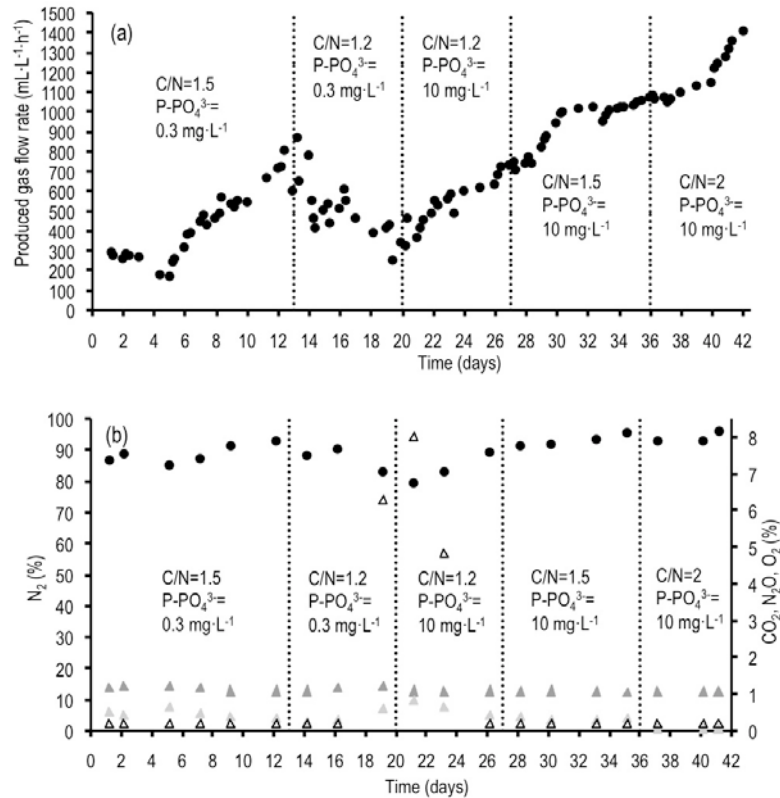 (a)
Produced gas flow rate (mL·L⁻¹·h⁻¹)
1500
1400
1300
1200
1100
1000
900
800
700
600
500
400
300
200
100
0
C/N=1.5
P-PO₄³⁻=
0.3 mg·L⁻¹
C/N=1.2
P-PO₄³⁻=
0.3 mg·L⁻¹
C/N=1.2
P-PO₄³⁻=
10 mg·L⁻¹
C/N=1.5
P-PO₄³⁻=
10 mg·L⁻¹
C/N=2
P-PO₄³⁻=
10 mg·L⁻¹
0 2 4 6 8 10 12 14 16 18 20 22 24 26 28 30 32 34 36 38 40 42
Time (days)
(b)
N₂ (%)
100
90
80
70
60
50
40
30
20
10
0
C/N=1.5
P-PO₄³⁻=
0.3 mg·L⁻¹
C/N=1.2
P-PO₄³⁻=
0.3 mg·L⁻¹
C/N=1.2
P-PO₄³⁻=
10 mg·L⁻¹
C/N=1.5
P-PO₄³⁻=
10 mg·L⁻¹
C/N=2
P-PO₄³⁻=
10 mg·L⁻¹
8
7
6
5
4
3
2
1
0
CO₂, N₂O, O₂ (%)
0 2 4 6 8 10 12 14 16 18 20 22 24 26 28 30 32 34 36 38 40 42
Time (days)